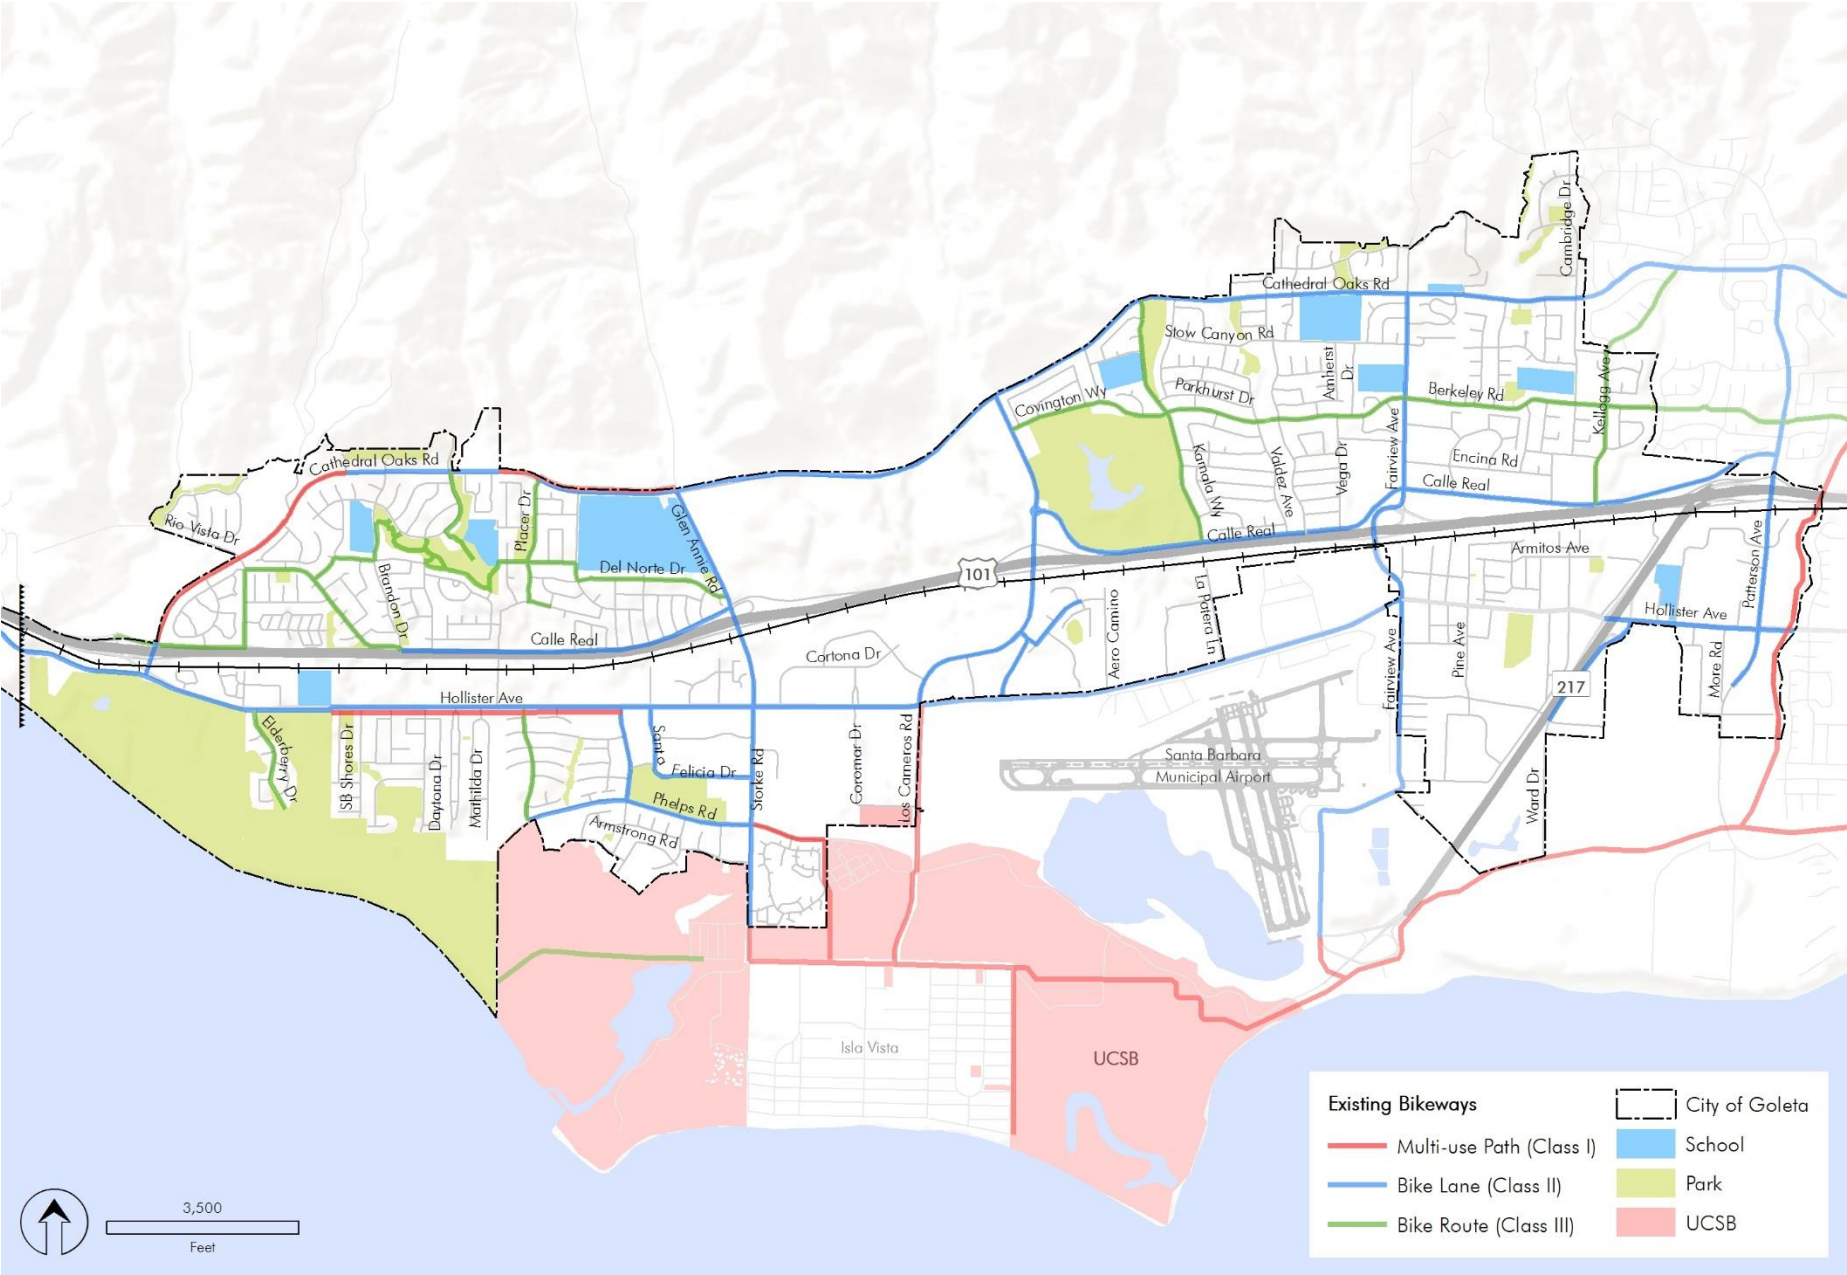 Cambridge Dr
Cathedral Oaks Rd
Stow Canyon Rd
Amherst
Dr
Parkhurst Dr
Covington Wy
Berkeley Rd
Kellogg Ave
Fairview Ave
Kamala Wy
Valdez Ave
Vega Dr
Encina Rd
Calle Real
Cathedral Oaks Rd
Rio Vista Dr
Placer Dr
Glen Annie Rd
Calle Real
Armitos Ave
Patterson Ave
Del Norte Dr
Brandon Dr
101
La Patera Ln
Aero Camino
Hollister Ave
Calle Real
Cortona Dr
Fairview Ave
Pine Ave
More Rd
217
Hollister Ave
Elderberry Dr
SB Shores Dr
Daytona Dr
Mathilda Dr
Santa
Felicia Dr
Storke Rd
Coromar Dr
Los Carneros Rd
Santa Barbara
Municipal Airport
Ward Dr
Phelps Rd
Armstrong Rd
Isla Vista
UCSB
Existing Bikeways
Multi-use Path (Class I)
Bike Lane (Class II)
Bike Route (Class III)
City of Goleta
School
Park
UCSB
3,500
Feet